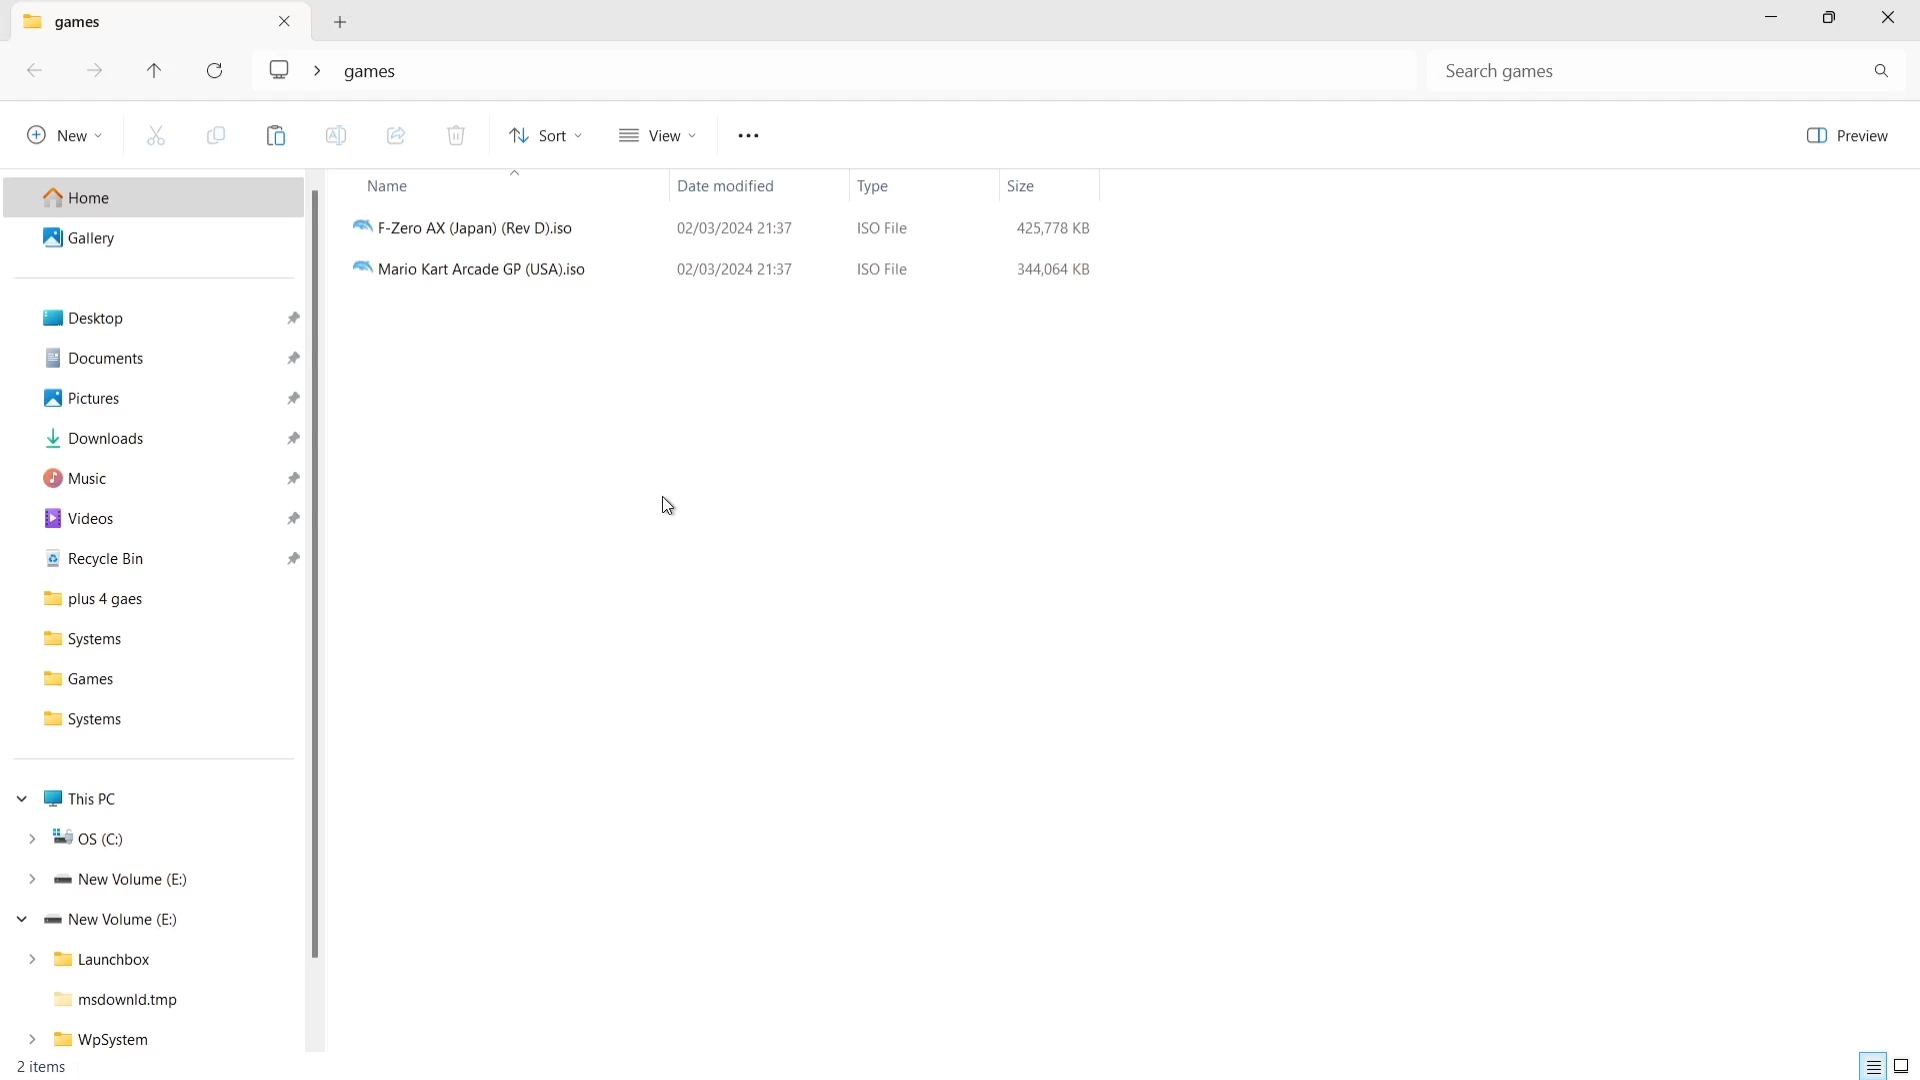 games
games
Search games
New
Sort
View
Preview
Name
Date modified
Type
Size
F-Zero AX (Japan) (Rev D).iso
02/03/2024 21:37
ISO File
425,778 KB
Mario Kart Arcade GP (USA).iso
02/03/2024 21:37
ISO File
344,064 KB
Home
Gallery
Desktop
Documents
Pictures
Downloads
Music
Videos
Recycle Bin
plus 4 gaes
Systems
Games
Systems
This PC
OS (C:)
New Volume (E:)
New Volume (E:)
Launchbox
msdownld.tmp
WpSystem
2 items